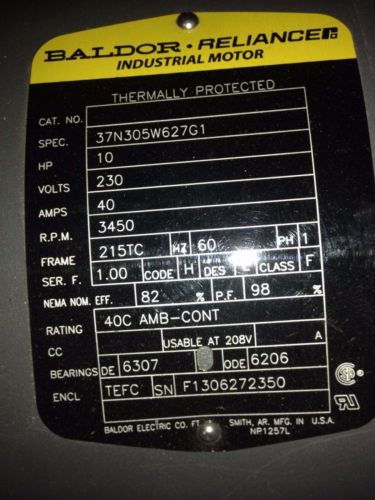 BALDOR · RELIANCE
INDUSTRIAL MOTOR
THERMALLY PROTECTED
CAT. NO.
SPEC. 37N305W627G1
HP 10
VOLTS 230
AMPS 40
R.P.M. 3450
FRAME 215TC HZ 60 PH 1
SER. F. 1.00 CODE H DES L CLASS F
NEMA NOM. EFF. 82 % P.F. 98 %
RATING 40C AMB-CONT
CC USABLE AT 208V A
BEARINGS DE 6307 ODE 6206
ENCL TEFC SN F1306272350
BALDOR ELECTRIC CO. FT. SMITH, AR. MFG. IN U.S.A.
NP1257L